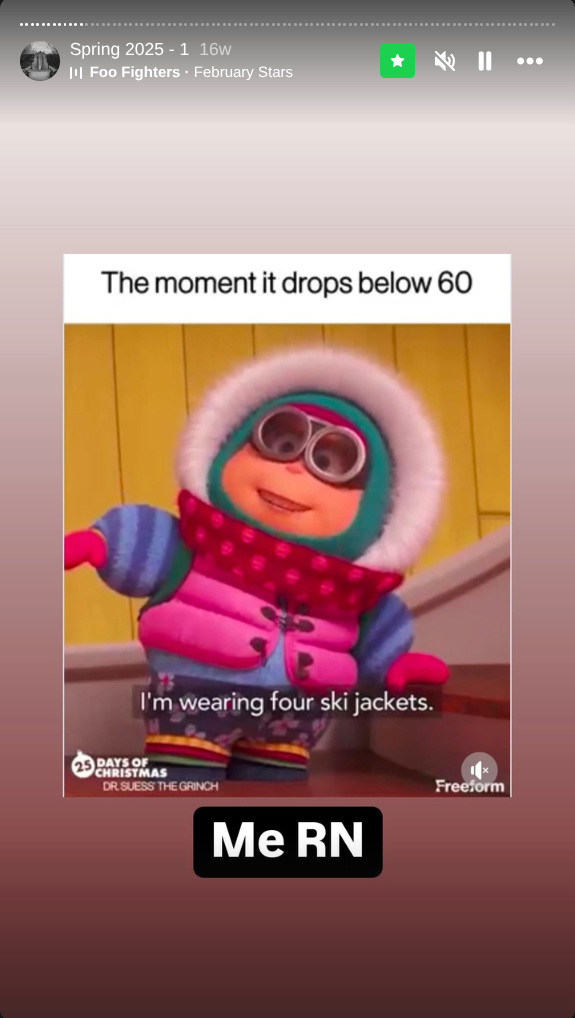 Spring 2025 - 1 16w
Foo Fighters · February Stars
The moment it drops below 60
I'm wearing four ski jackets.
25 DAYS OF
CHRISTMAS
DR. SUESS' THE GRINCH
Freeform
Me RN